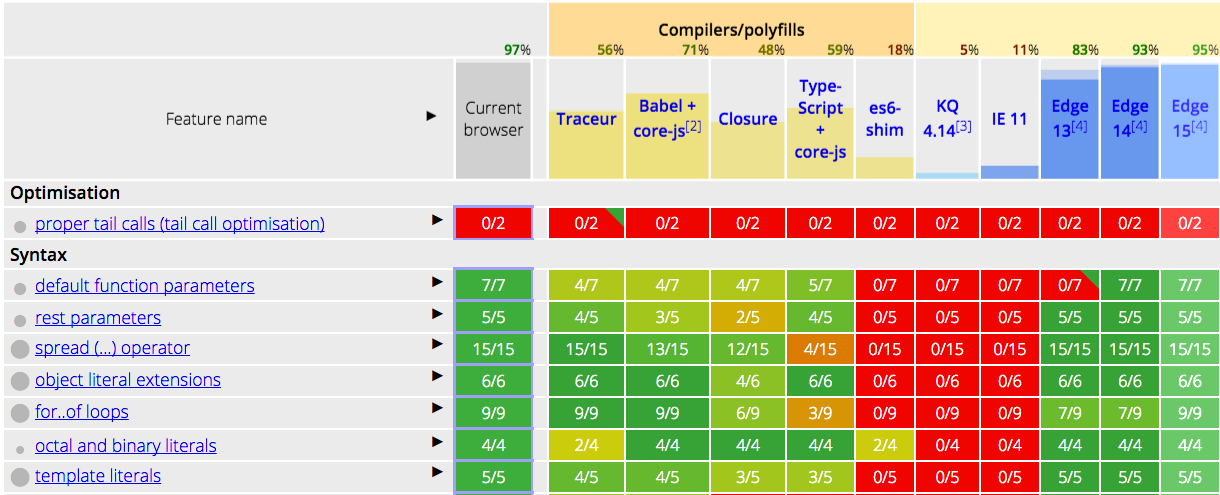 Compilers/polyfills
97% 56% 71% 48% 59% 18% 5% 11% 83% 93% 95%
Feature name ► Current browser Traceur Babel + core-js[2] Closure Type-Script + core-js es6-shim KQ 4.14[3] IE 11 Edge 13[4] Edge 14[4] Edge 15[4]
Optimisation
proper tail calls (tail call optimisation) ► 0/2 0/2 0/2 0/2 0/2 0/2 0/2 0/2 0/2 0/2 0/2
Syntax
default function parameters ► 7/7 4/7 4/7 4/7 5/7 0/7 0/7 0/7 0/7 7/7 7/7
rest parameters ► 5/5 4/5 3/5 2/5 4/5 0/5 0/5 0/5 5/5 5/5 5/5
spread (...) operator ► 15/15 15/15 13/15 12/15 4/15 0/15 0/15 0/15 15/15 15/15 15/15
object literal extensions ► 6/6 6/6 6/6 4/6 6/6 0/6 0/6 0/6 6/6 6/6 6/6
for..of loops ► 9/9 9/9 9/9 6/9 3/9 0/9 0/9 0/9 7/9 7/9 9/9
octal and binary literals ► 4/4 2/4 4/4 4/4 4/4 2/4 0/4 0/4 4/4 4/4 4/4
template literals ► 5/5 4/5 4/5 3/5 3/5 0/5 0/5 0/5 5/5 5/5 5/5